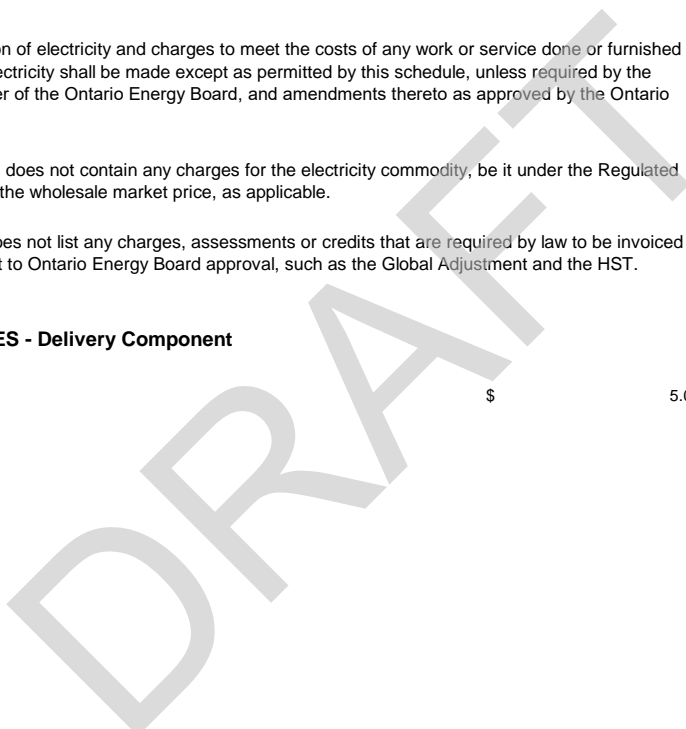 on of electricity and charges to meet the costs of any work or service done or furnished
ectricity shall be made except as permitted by this schedule, unless required by the
er of the Ontario Energy Board, and amendments thereto as approved by the Ontario
does not contain any charges for the electricity commodity, be it under the Regulated
the wholesale market price, as applicable.
oes not list any charges, assessments or credits that are required by law to be invoiced
t to Ontario Energy Board approval, such as the Global Adjustment and the HST.
ES - Delivery Component
$ 5.0
DRAFT